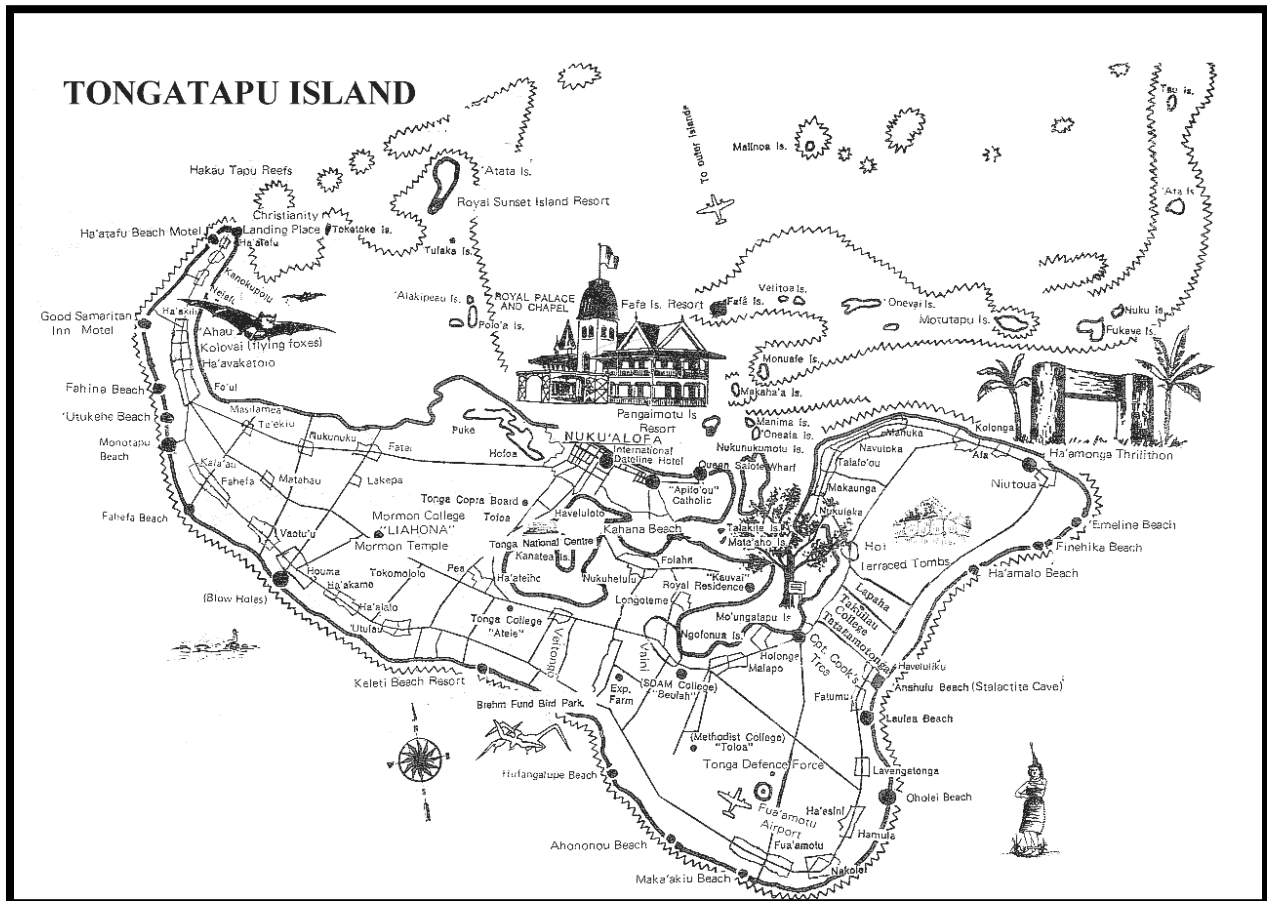 TONGATAPU ISLAND
Tau Is.
To Outer Islands
Malinoa Is.
'Atata Is.
Hakau Tapu Reefs
'Ata Is
Royal Sunset Island Resort
Christianity
Landing Place
Toketoke Is.
Ha'atafu Beach Motel
Ha'atafu
Tufaka Is.
Kanokupolu
Velitoa Is.
'Alakipeau Is.
ROYAL PALACE
AND CHAPEL
Fafa Is. Resort
Fafa Is.
'Onevai Is.
Nuku Is.
Ha'akili
Good Samaritan
Inn Motel
Polo'a Is.
Motutapu Is.
Fukave Is.
'Ahau
Kolovai (flying foxes)
Ha'avakatolo
Monuafe Is.
Fahina Beach
Fo'ui
Makaha'a Is.
'Utukehe Beach
Masilamea
Pangaimotu Is
Resort
Manima Is.
'Oneata Is.
Te'ekiu
Puke
Monotapu
Beach
Nukunuku
Fatai
NUKU'ALOFA
Nukunukumotu Is.
Navutoka
Manuka
Kolonga
Hofoa
International
Dateline Hotel
Queen Salote Wharf
Talafo'ou
Afa
Ha'amonga Thrilithon
Kala'au
Fahefa
Matahau
Lakepa
"Apifo'ou"
Catholic
Makaunga
Niutoua
Tonga Copra Board
Nukuleka
Fahefa Beach
Mormon College
"LIAHONA"
Mormon Temple
Tofoa
Haveluloto
Kahana Beach
Talakite Is.
Mata'aho Is.
'Emeline Beach
Vaotu'u
Tonga National Centre
Kanatea Is.
Hoi
Terraced Tombs
Finehika Beach
Folaha
Houma
Tokomololo
Pea
Ha'ateiho
Nukuhetulu
"Kauvai"
Royal Residence
Ha'amalo Beach
(Blow Holes)
Ha'akame
Longoteme
Lapaha
Takuilau
College
Tatakamotonga
Ha'alalo
Tonga College
"Atele"
Mo'ungatapu Is
'Utulau
Veitongo
Vaini
Ngofonua Is.
Holonga
Cpt. Cook's
Tree
Malapo
Haveluliku
Keleti Beach Resort
Exp.
Farm
(SDAM College)
"Beulah"
Anahulu Beach (Stalactite Cave)
Fatumu
Brehm Fund Bird Park.
Laulea Beach
(Methodist College)
"Toloa"
Tonga Defence Force
Lavengatonga
Hufangalupe Beach
Oholei Beach
Fua'amotu
Airport
Ha'asini
Hamula
Ahononou Beach
Fua'amotu
Nakolo
Maka'akiu Beach